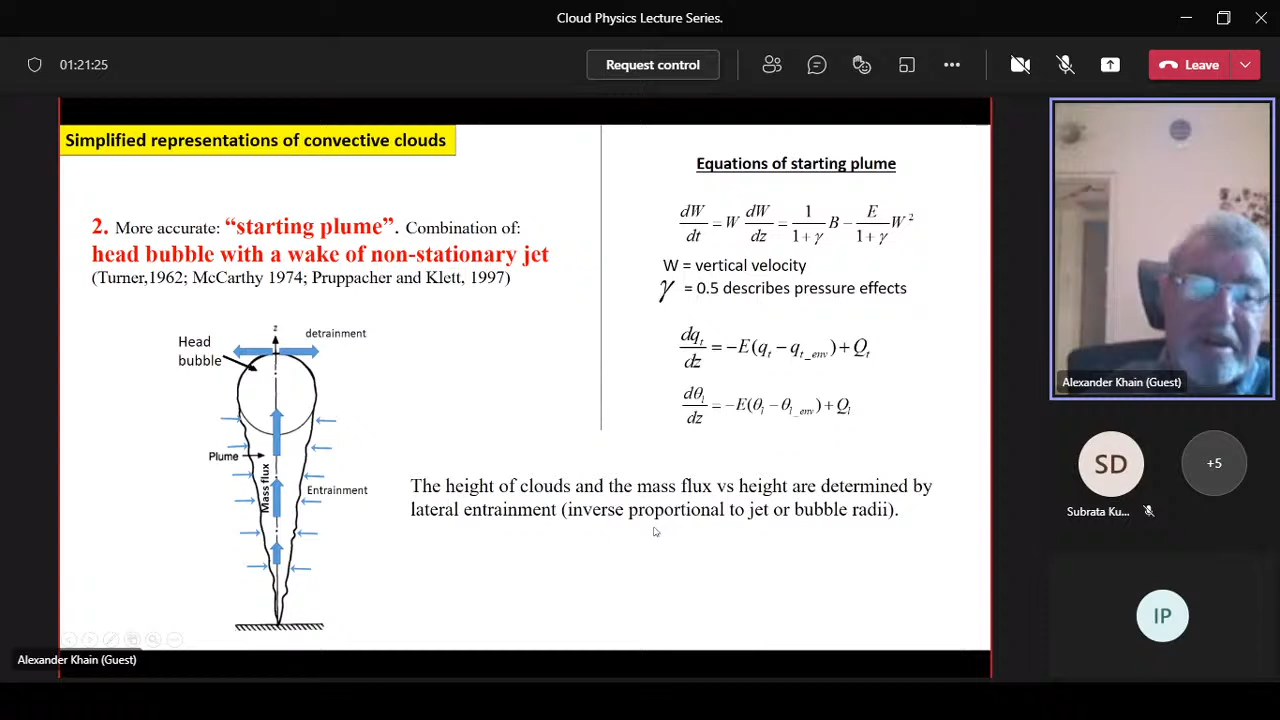 Cloud Physics Lecture Series.
01:21:25
Request control
Leave
Simplified representations of convective clouds
2. More accurate: “starting plume”. Combination of:
head bubble with a wake of non-stationary jet
(Turner,1962; McCarthy 1974; Pruppacher and Klett, 1997)
z
detrainment
Head
bubble
Plume
Mass flux
Entrainment
Equations of starting plume
dW/dt = W dW/dz = 1/(1+γ) B − E/(1+γ) W²
W = vertical velocity
γ = 0.5 describes pressure effects
dq_t/dz = −E(q_t − q_{t_env}) + Q_t
dθ_l/dz = −E(θ_l − θ_{l_env}) + Q_l
The height of clouds and the mass flux vs height are determined by
lateral entrainment (inverse proportional to jet or bubble radii).
Alexander Khain (Guest)
Alexander Khain (Guest)
SD
+5
Subrata Ku...
IP